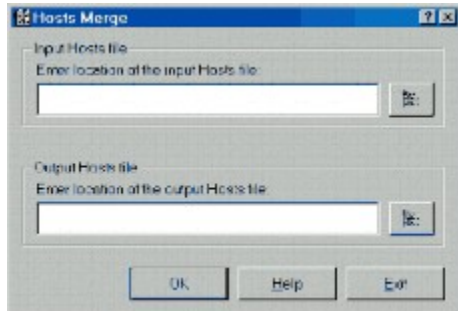 Hosts Merge
Input Hosts file
Enter location of the input Hosts file:
Output Hosts file
Enter location of the output Hosts file:
OK Help Exit